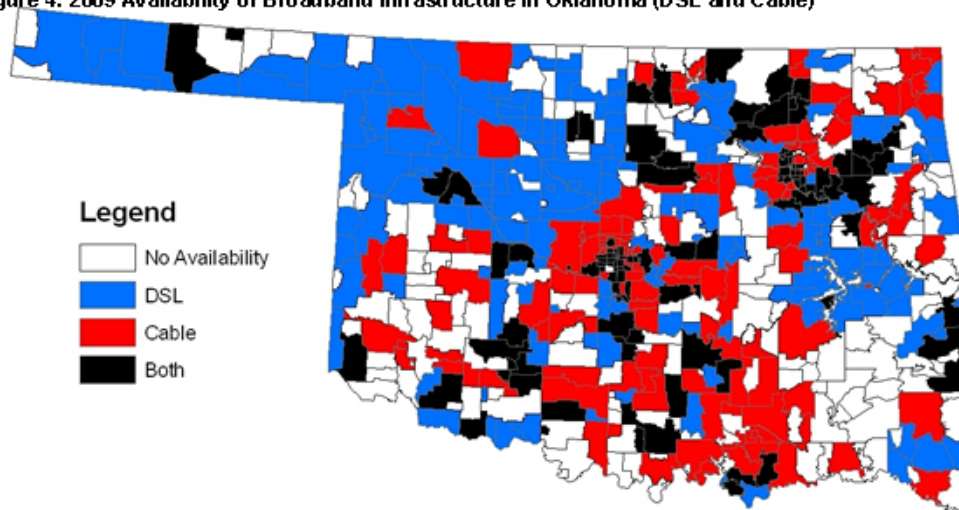 gure 4. 2009 Availability of Broadband Infrastructure in Oklahoma (DSL and Cable)
Legend
No Availability
DSL
Cable
Both